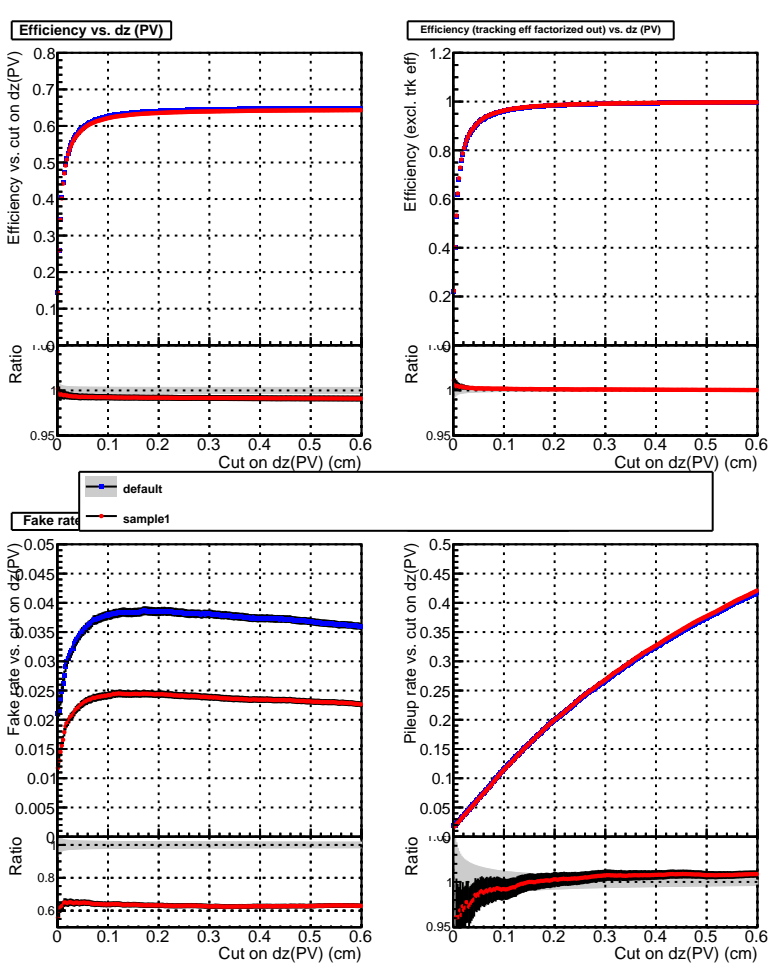 Efficiency vs. dz (PV)
Efficiency vs. cut on dz(PV)
0.8
0.7
0.6
0.5
0.4
0.3
0.2
0.1
0
Ratio
1
0.95
0 0.1 0.2 0.3 0.4 0.5 0.6
Cut on dz(PV) (cm)
Efficiency (tracking eff factorized out) vs. dz (PV)
Efficiency (excl. trk eff)
1.2
1
0.8
0.6
0.4
0.2
0
Ratio
1
0.95
0 0.1 0.2 0.3 0.4 0.5 0.6
Cut on dz(PV) (cm)
default
sample1
Fake rate
Fake rate vs. cut on dz(PV)
0.05
0.045
0.04
0.035
0.03
0.025
0.02
0.015
0.01
0.005
0
Ratio
1
0.8
0.6
0 0.1 0.2 0.3 0.4 0.5 0.6
Cut on dz(PV) (cm)
Pileup rate vs. cut on dz(PV)
0.5
0.45
0.4
0.35
0.3
0.25
0.2
0.15
0.1
0.05
0
Ratio
1
0.95
0 0.1 0.2 0.3 0.4 0.5 0.6
Cut on dz(PV) (cm)